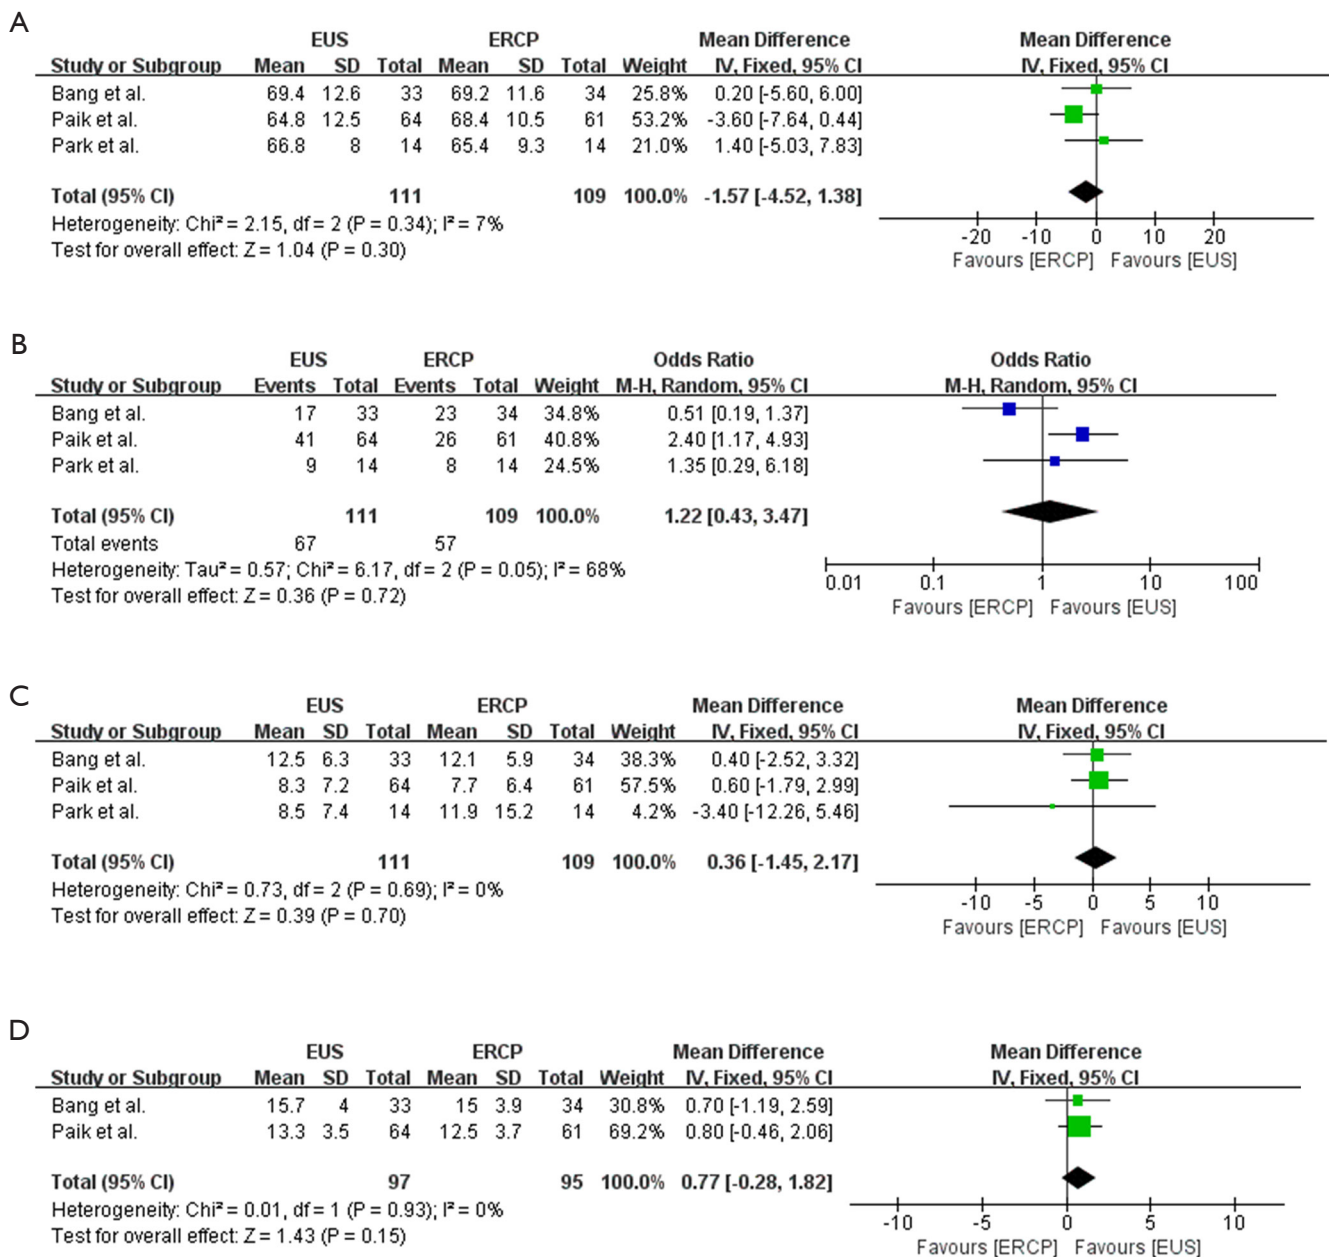 A
EUS ERCP Mean Difference Mean Difference
Study or Subgroup Mean SD Total Mean SD Total Weight IV, Fixed, 95% CI IV, Fixed, 95% CI
Bang et al. 69.4 12.6 33 69.2 11.6 34 25.8% 0.20 [-5.60, 6.00]
Paik et al. 64.8 12.5 64 68.4 10.5 61 53.2% -3.60 [-7.64, 0.44]
Park et al. 66.8 8 14 65.4 9.3 14 21.0% 1.40 [-5.03, 7.83]
Total (95% CI) 111 109 100.0% -1.57 [-4.52, 1.38]
Heterogeneity: Chi² = 2.15, df = 2 (P = 0.34); I² = 7%
Test for overall effect: Z = 1.04 (P = 0.30)
-20 -10 0 10 20
Favours [ERCP] Favours [EUS]
B
EUS ERCP Odds Ratio Odds Ratio
Study or Subgroup Events Total Events Total Weight M-H, Random, 95% CI M-H, Random, 95% CI
Bang et al. 17 33 23 34 34.8% 0.51 [0.19, 1.37]
Paik et al. 41 64 26 61 40.8% 2.40 [1.17, 4.93]
Park et al. 9 14 8 14 24.5% 1.35 [0.29, 6.18]
Total (95% CI) 111 109 100.0% 1.22 [0.43, 3.47]
Total events 67 57
Heterogeneity: Tau² = 0.57; Chi² = 6.17, df = 2 (P = 0.05); I² = 68%
Test for overall effect: Z = 0.36 (P = 0.72)
0.01 0.1 1 10 100
Favours [ERCP] Favours [EUS]
C
EUS ERCP Mean Difference Mean Difference
Study or Subgroup Mean SD Total Mean SD Total Weight IV, Fixed, 95% CI IV, Fixed, 95% CI
Bang et al. 12.5 6.3 33 12.1 5.9 34 38.3% 0.40 [-2.52, 3.32]
Paik et al. 8.3 7.2 64 7.7 6.4 61 57.5% 0.60 [-1.79, 2.99]
Park et al. 8.5 7.4 14 11.9 15.2 14 4.2% -3.40 [-12.26, 5.46]
Total (95% CI) 111 109 100.0% 0.36 [-1.45, 2.17]
Heterogeneity: Chi² = 0.73, df = 2 (P = 0.69); I² = 0%
Test for overall effect: Z = 0.39 (P = 0.70)
-10 -5 0 5 10
Favours [ERCP] Favours [EUS]
D
EUS ERCP Mean Difference Mean Difference
Study or Subgroup Mean SD Total Mean SD Total Weight IV, Fixed, 95% CI IV, Fixed, 95% CI
Bang et al. 15.7 4 33 15 3.9 34 30.8% 0.70 [-1.19, 2.59]
Paik et al. 13.3 3.5 64 12.5 3.7 61 69.2% 0.80 [-0.46, 2.06]
Total (95% CI) 97 95 100.0% 0.77 [-0.28, 1.82]
Heterogeneity: Chi² = 0.01, df = 1 (P = 0.93); I² = 0%
Test for overall effect: Z = 1.43 (P = 0.15)
-10 -5 0 5 10
Favours [ERCP] Favours [EUS]